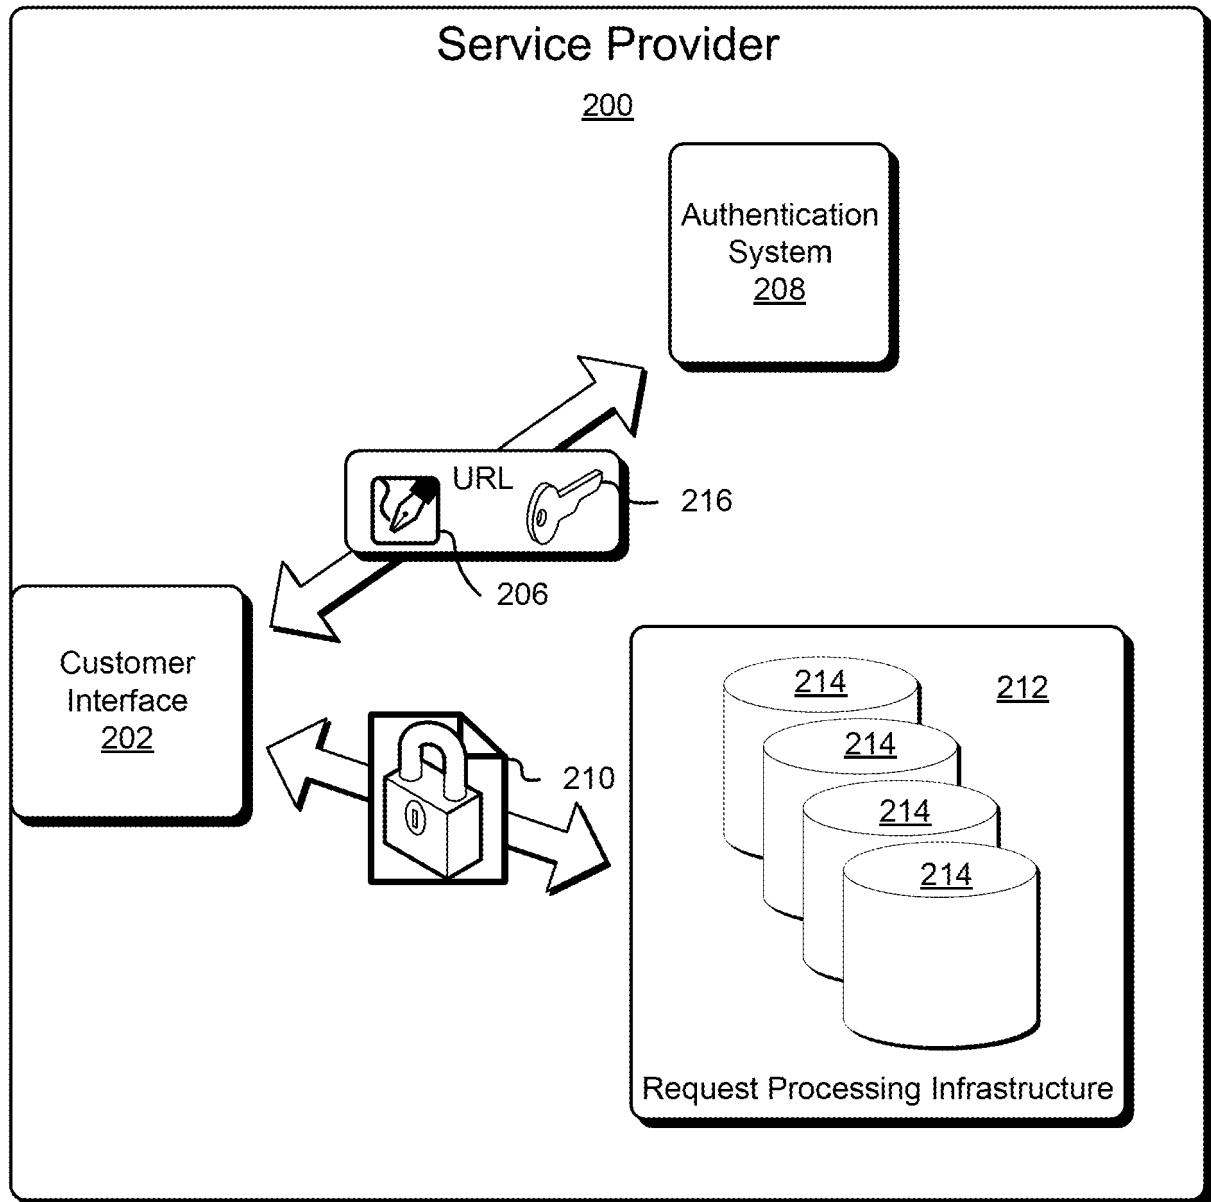 Service Provider
200
Authentication
System
208
URL
216
206
Customer
Interface
202
210
212
214
214
214
214
Request Processing Infrastructure